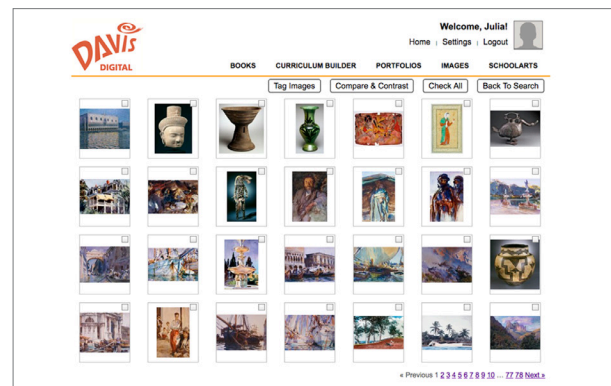 DAVIS
DIGITAL
Welcome, Julia!
Home | Settings | Logout
BOOKS CURRICULUM BUILDER PORTFOLIOS IMAGES SCHOOLARTS
Tag Images Compare & Contrast Check All Back To Search
« Previous 1 2 3 4 5 6 7 8 9 10 ... 77 78 Next »